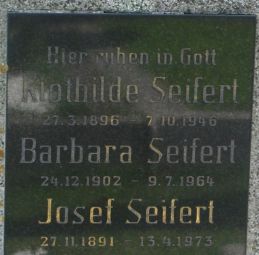 Hier ruhen in Gott
Klothilde Seifert
27.3.1896 - 7.10.1946
Barbara Seifert
24.12.1902 - 9.7.1964
Josef Seifert
27.11.1891 - 13.4.1973